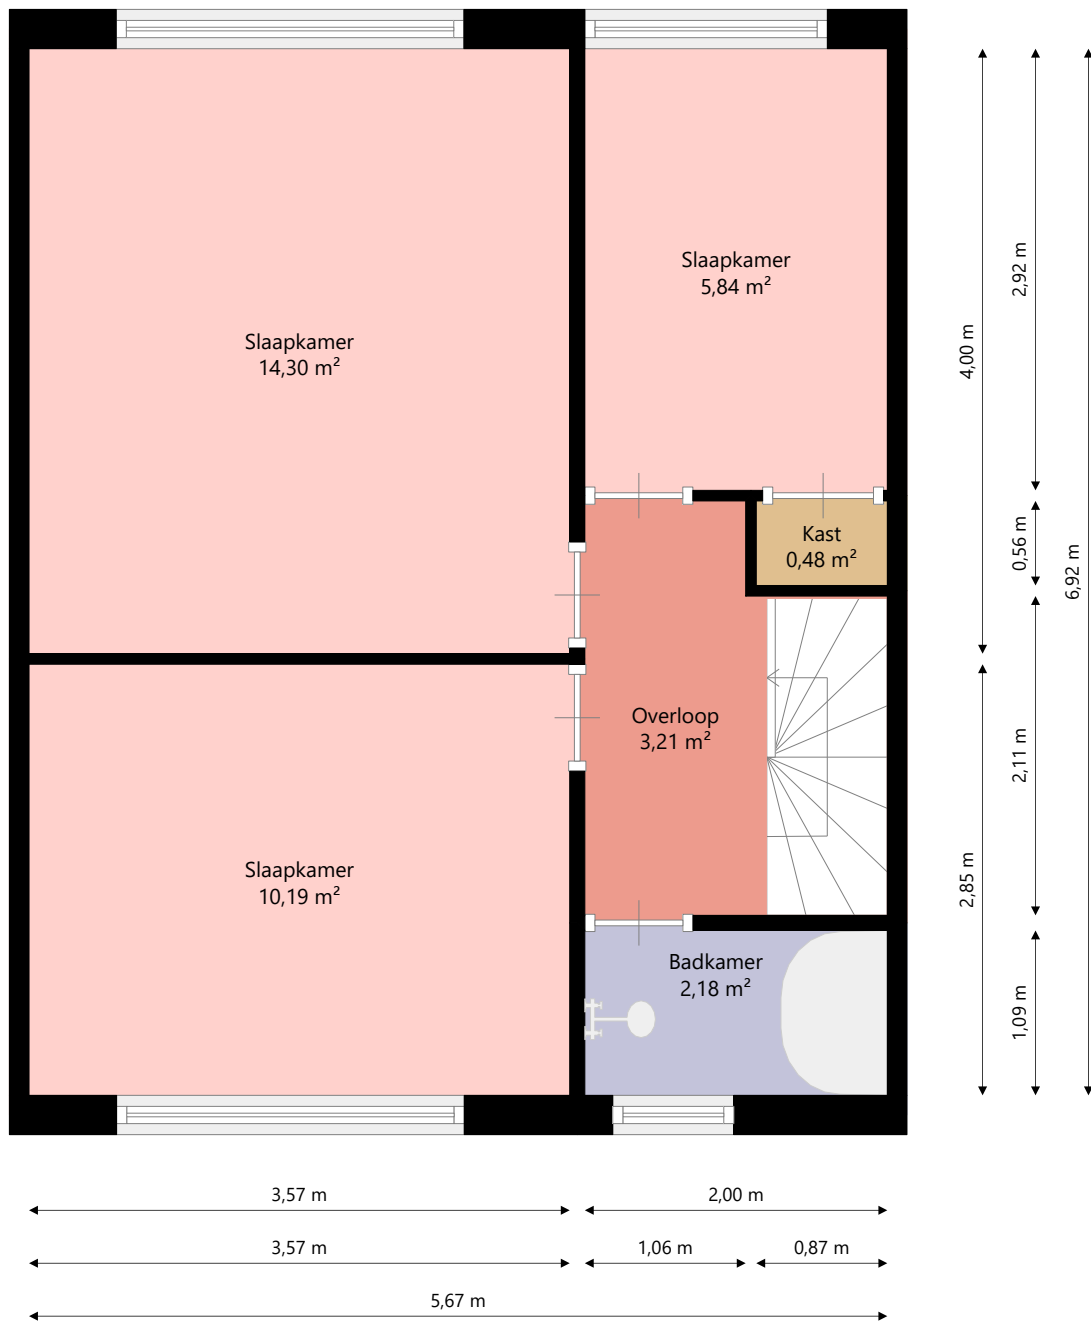 Slaapkamer
5,84 m²
Slaapkamer
14,30 m²
Kast
0,48 m²
Overloop
3,21 m²
Slaapkamer
10,19 m²
Badkamer
2,18 m²
2,92 m
4,00 m
0,56 m
6,92 m
2,11 m
2,85 m
1,09 m
3,57 m
2,00 m
3,57 m
1,06 m
0,87 m
5,67 m